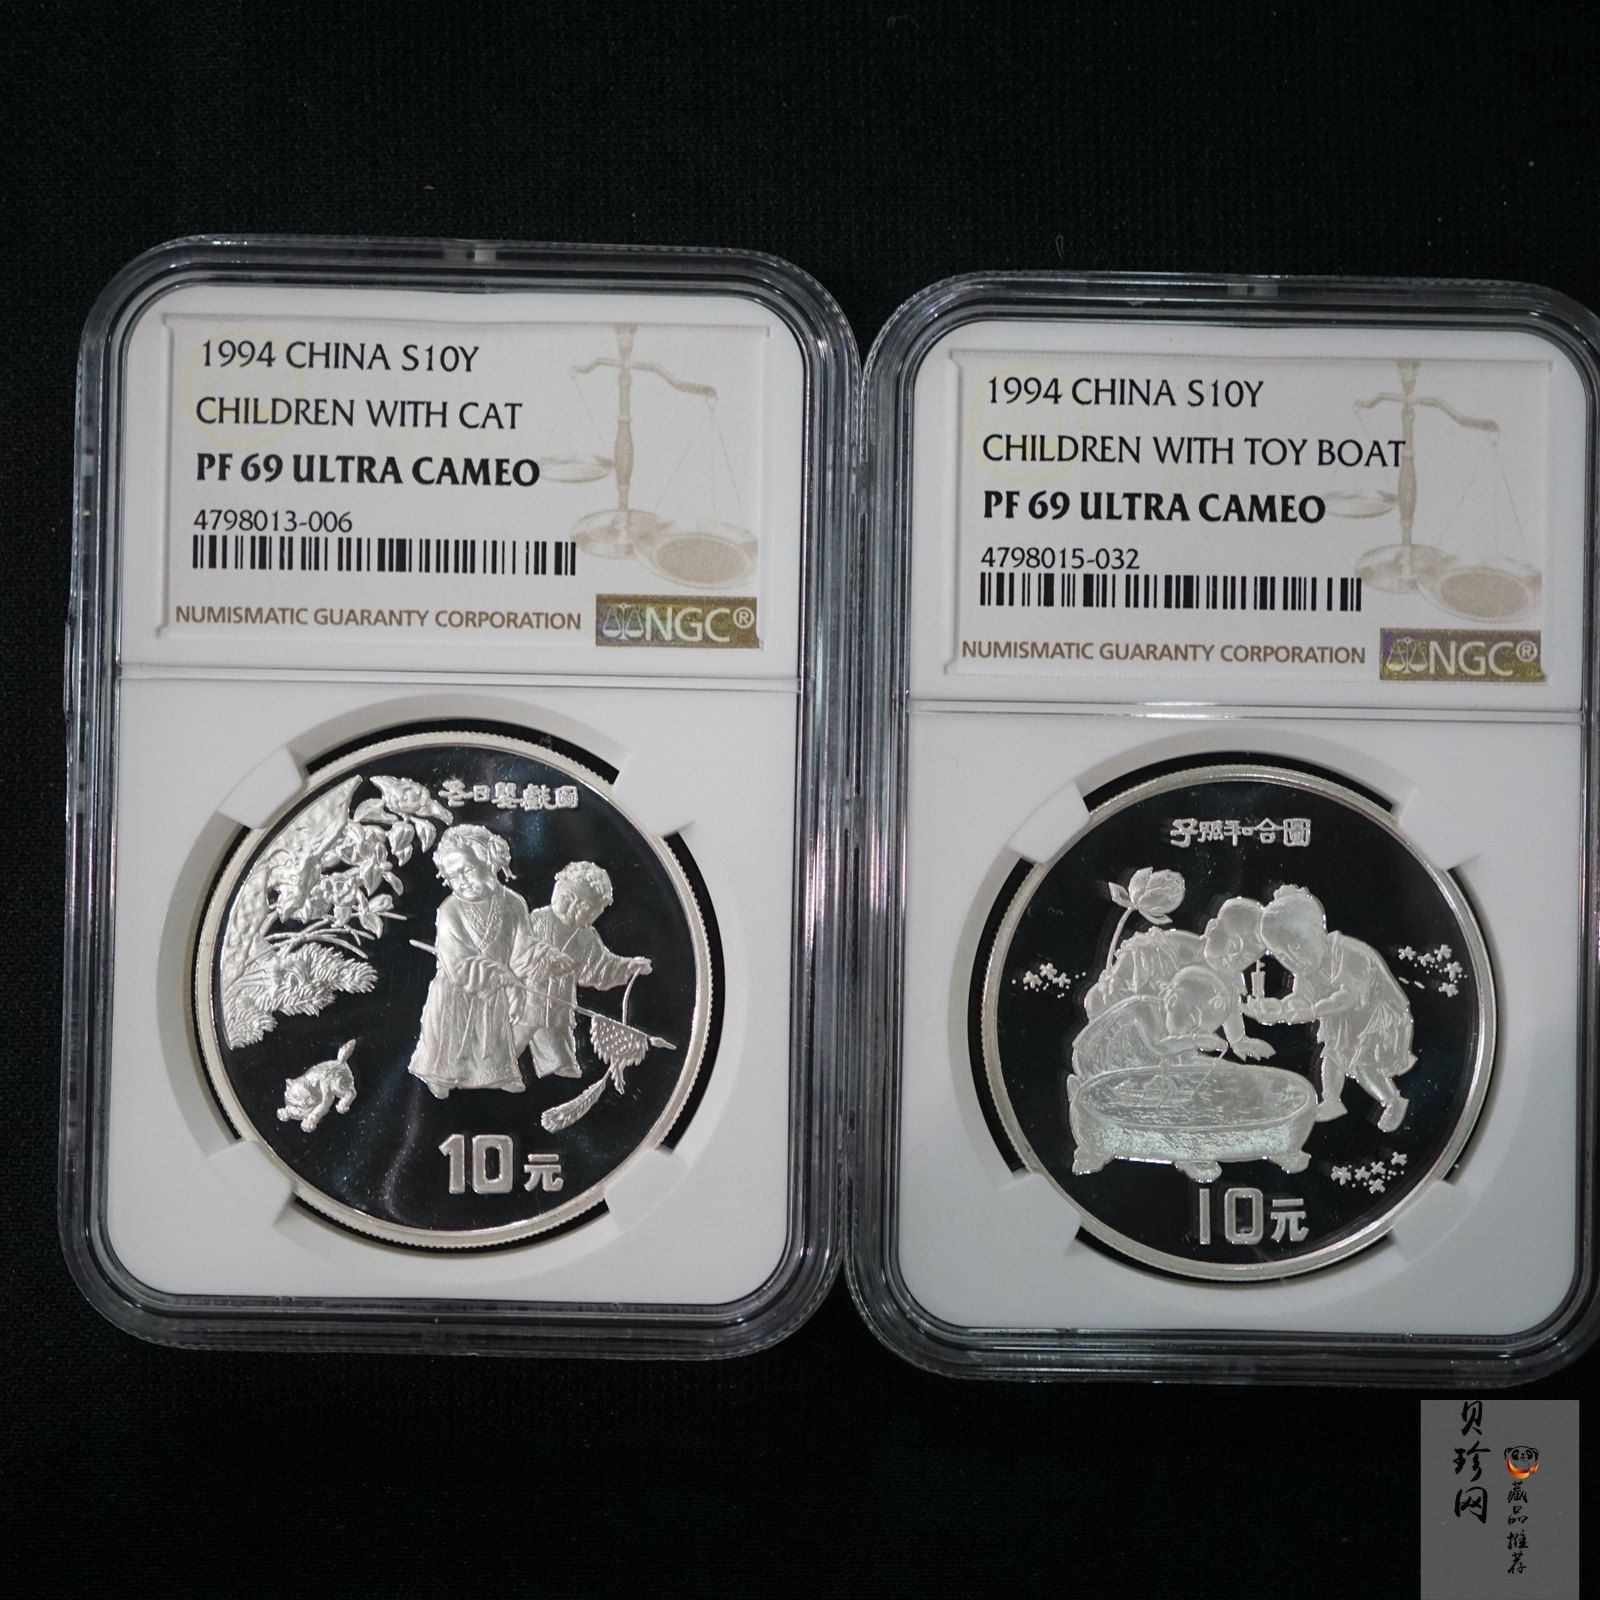 1994 CHINA S10Y
CHILDREN WITH CAT
PF 69 ULTRA CAMEO
4798013-006
NUMISMATIC GUARANTY CORPORATION
NGC®
冬日嬰戲圖
10元
1994 CHINA S10Y
CHILDREN WITH TOY BOAT
PF 69 ULTRA CAMEO
4798015-032
NUMISMATIC GUARANTY CORPORATION
NGC®
子孫和合圖
10元
贝珍网
藏品推荐